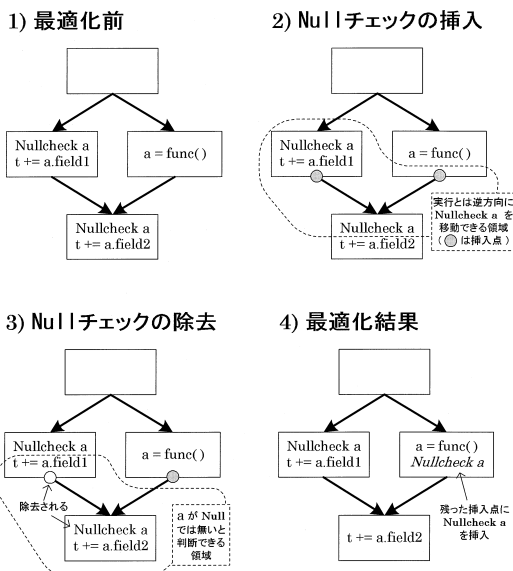 1) 最適化前
Nullcheck a
t += a.field1
a = func( )
Nullcheck a
t += a.field2
2) Nullチェックの挿入
Nullcheck a
t += a.field1
a = func( )
Nullcheck a
t += a.field2
実行とは逆方向に
Nullcheck a を
移動できる領域
( は挿入点 )
3) Nullチェックの除去
Nullcheck a
t += a.field1
a = func( )
除去される
Nullcheck a
t += a.field2
a が Null
では無いと
判断できる
領域
4) 最適化結果
Nullcheck a
t += a.field1
a = func( )
Nullcheck a
t += a.field2
残った挿入点に
Nullcheck a
を挿入